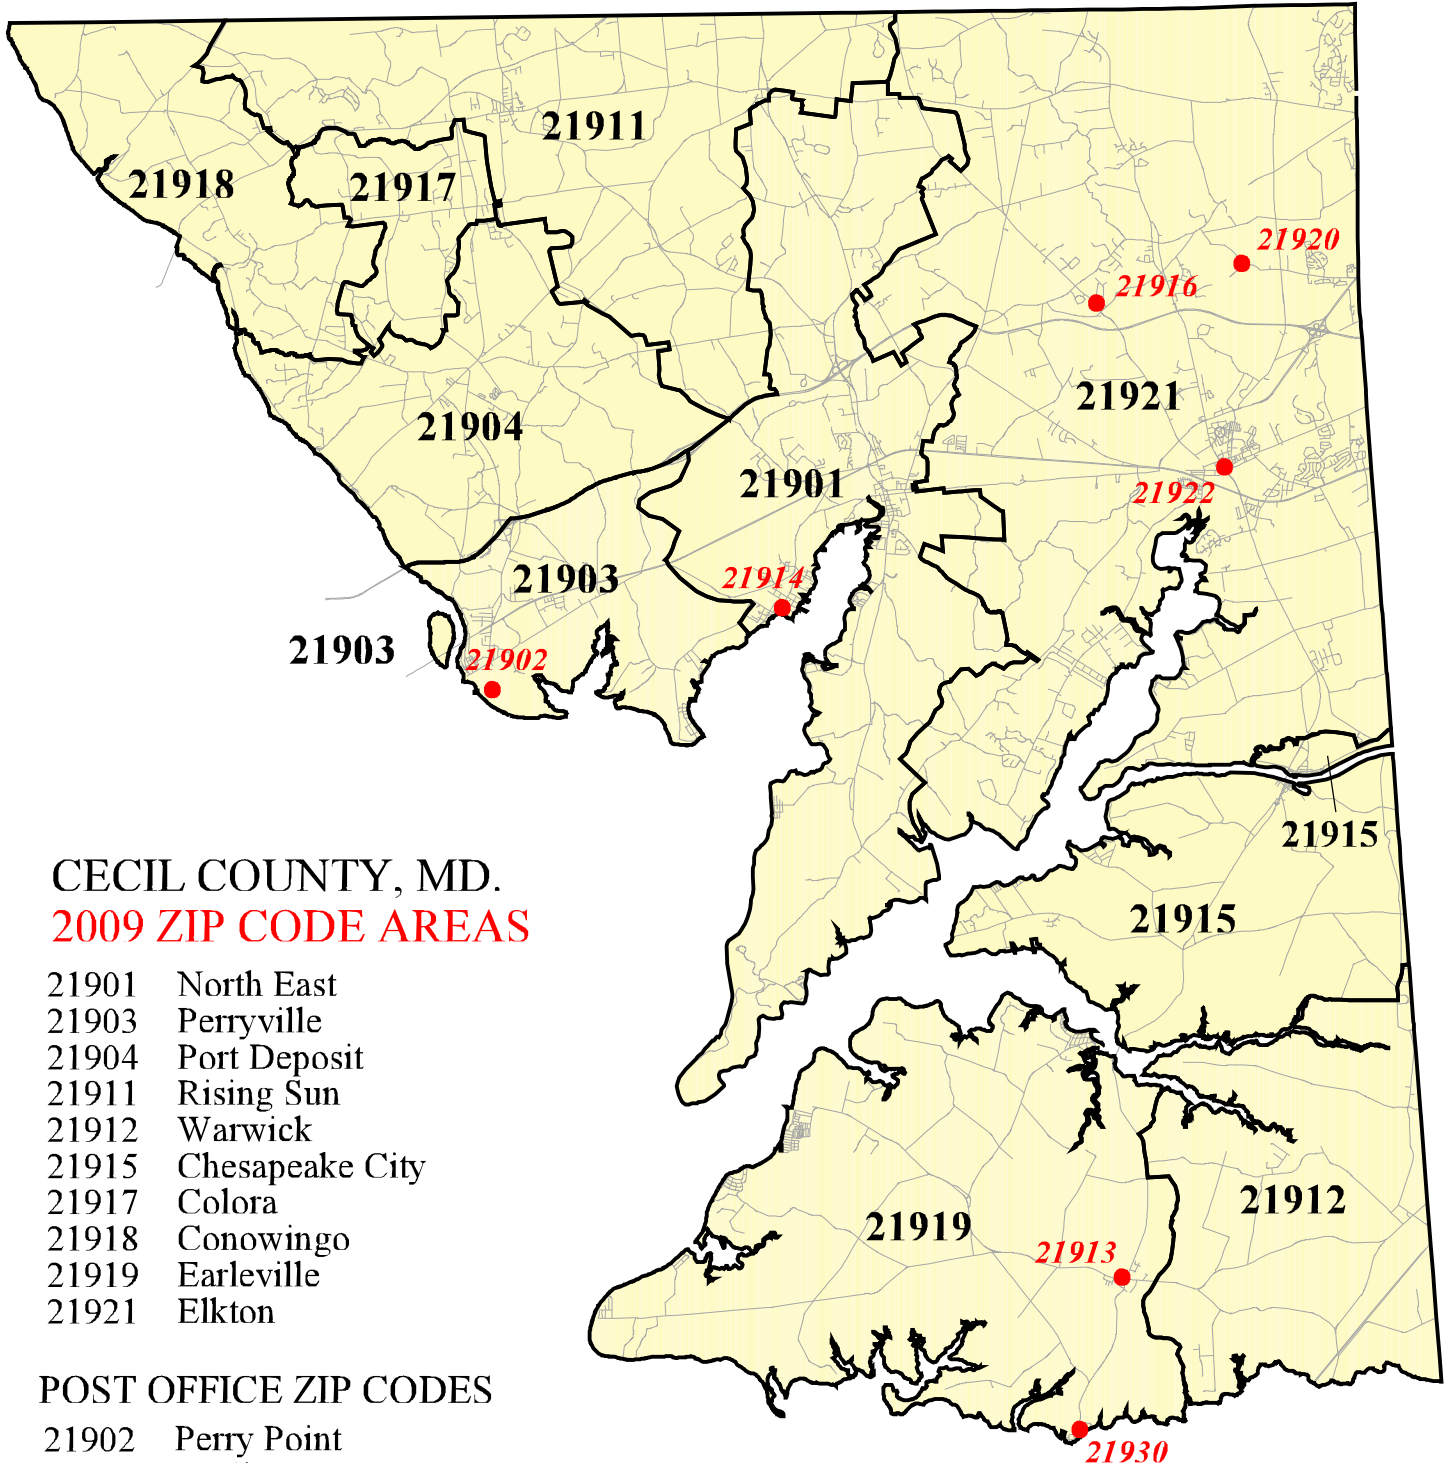 21911
21918
21917
21920
21916
21921
21904
21901
21922
21903
21914
21903
21902
21915
21915
21912
21919
21913
21930
CECIL COUNTY, MD.
2009 ZIP CODE AREAS
21901 North East
21903 Perryville
21904 Port Deposit
21911 Rising Sun
21912 Warwick
21915 Chesapeake City
21917 Colora
21918 Conowingo
21919 Earleville
21921 Elkton
POST OFFICE ZIP CODES
21902 Perry Point